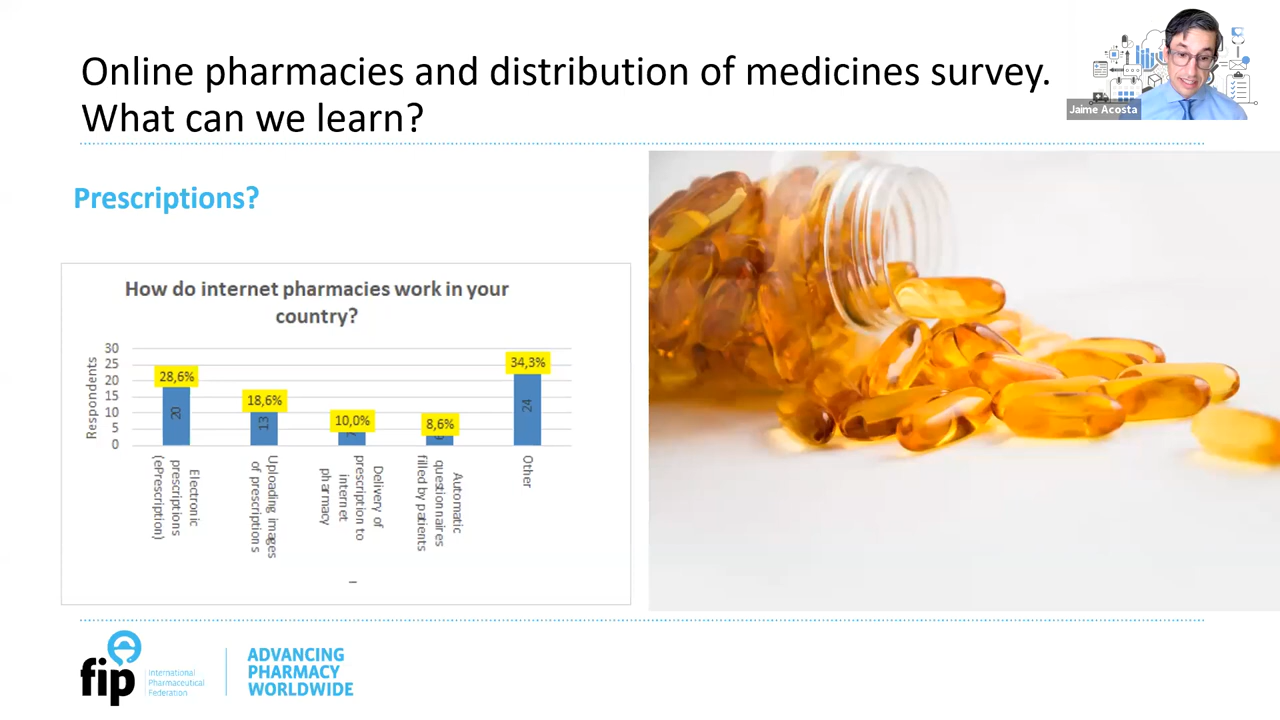 Online pharmacies and distribution of medicines survey.
What can we learn?
Jaime Acosta
Prescriptions?
How do internet pharmacies work in your
country?
Respondents
30
25
20
15
10
5
0
28,6%
18,6%
10,0%
8,6%
34,3%
20
13
7
24
Electronic
prescriptions
(ePrescription)
Uploading images
of prescriptions
Delivery of
prescription to
internet
pharmacy
Automatic
questionnaires
filled by patients
Other
fip
International
Pharmaceutical
Federation
ADVANCING
PHARMACY
WORLDWIDE